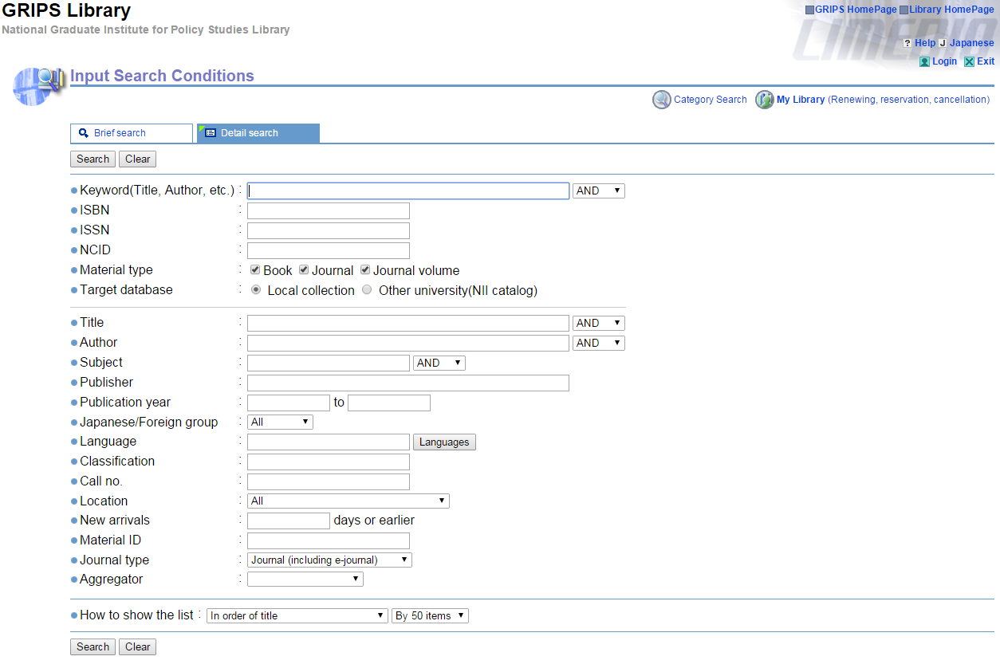 GRIPS Library
GRIPS HomePage Library HomePage
National Graduate Institute for Policy Studies Library
LIMEDIO
? Help J Japanese
Login Exit
Input Search Conditions
Category Search My Library (Renewing, reservation, cancellation)
Brief search Detail search
Search Clear
Keyword(Title, Author, etc.) : AND
ISBN :
ISSN :
NCID :
Material type : Book Journal Journal volume
Target database : Local collection Other university(NII catalog)
Title : AND
Author : AND
Subject : AND
Publisher :
Publication year : to
Japanese/Foreign group : All
Language : Languages
Classification :
Call no. :
Location : All
New arrivals : days or earlier
Material ID :
Journal type : Journal (including e-journal)
Aggregator :
How to show the list : In order of title By 50 items
Search Clear